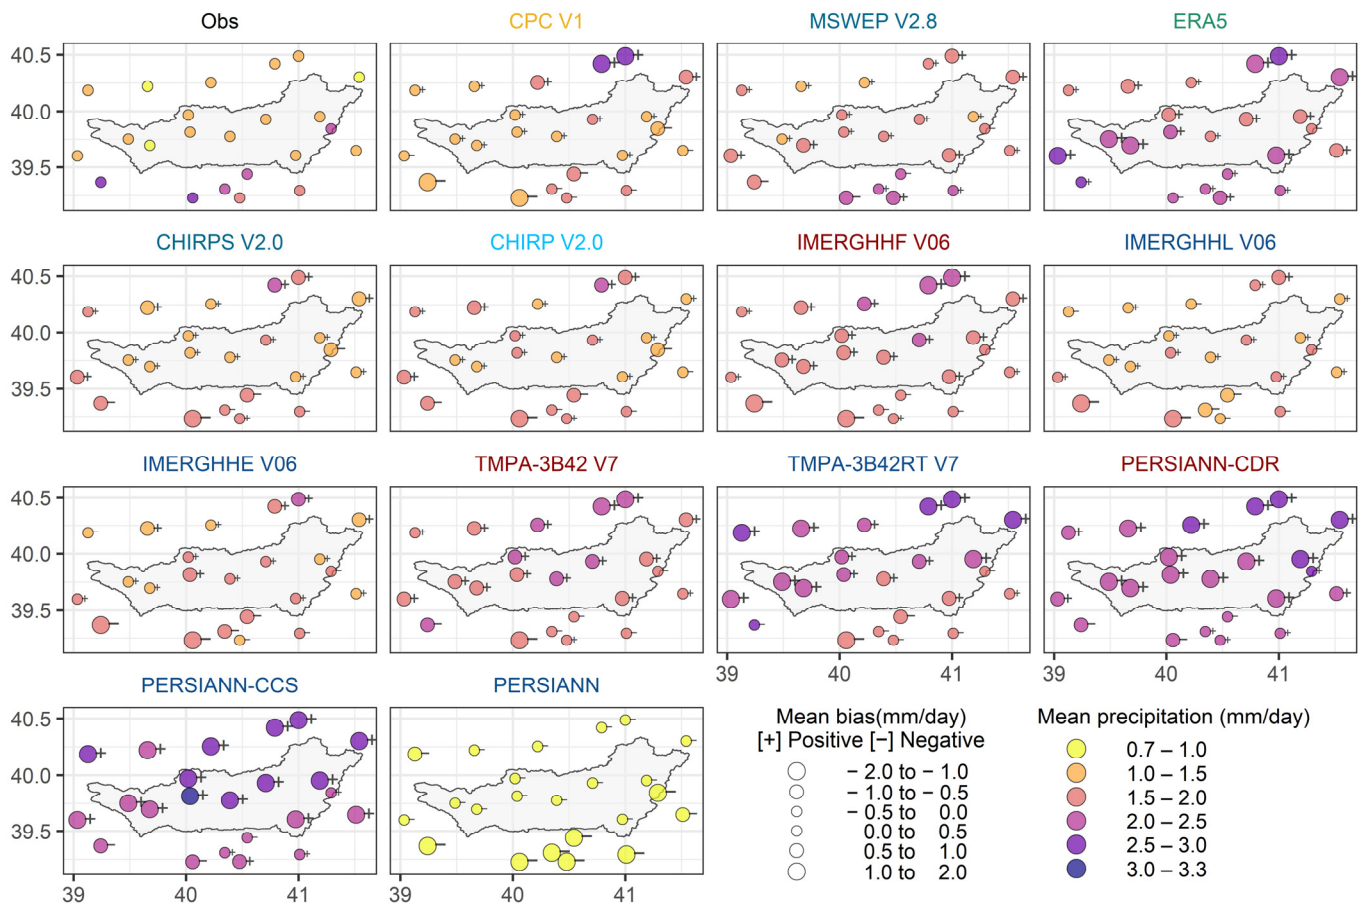 Obs
CPC V1
MSWEP V2.8
ERA5
40.5
40.0
39.5
CHIRPS V2.0
CHIRP V2.0
IMERGHHF V06
IMERGHHL V06
40.5
40.0
39.5
IMERGHHE V06
TMPA-3B42 V7
TMPA-3B42RT V7
PERSIANN-CDR
40.5
40.0
39.5
39 40 41
39 40 41
PERSIANN-CCS
PERSIANN
40.5
40.0
39.5
39 40 41
39 40 41
Mean bias(mm/day)
[+] Positive [−] Negative
− 2.0 to − 1.0
− 1.0 to − 0.5
− 0.5 to 0.0
0.0 to 0.5
0.5 to 1.0
1.0 to 2.0
Mean precipitation (mm/day)
0.7 – 1.0
1.0 – 1.5
1.5 – 2.0
2.0 – 2.5
2.5 – 3.0
3.0 – 3.3